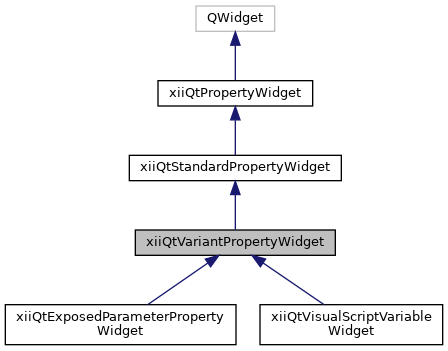 QWidget
xiiQtPropertyWidget
xiiQtStandardPropertyWidget
xiiQtVariantPropertyWidget
xiiQtExposedParameterProperty
Widget
xiiQtVisualScriptVariable
Widget